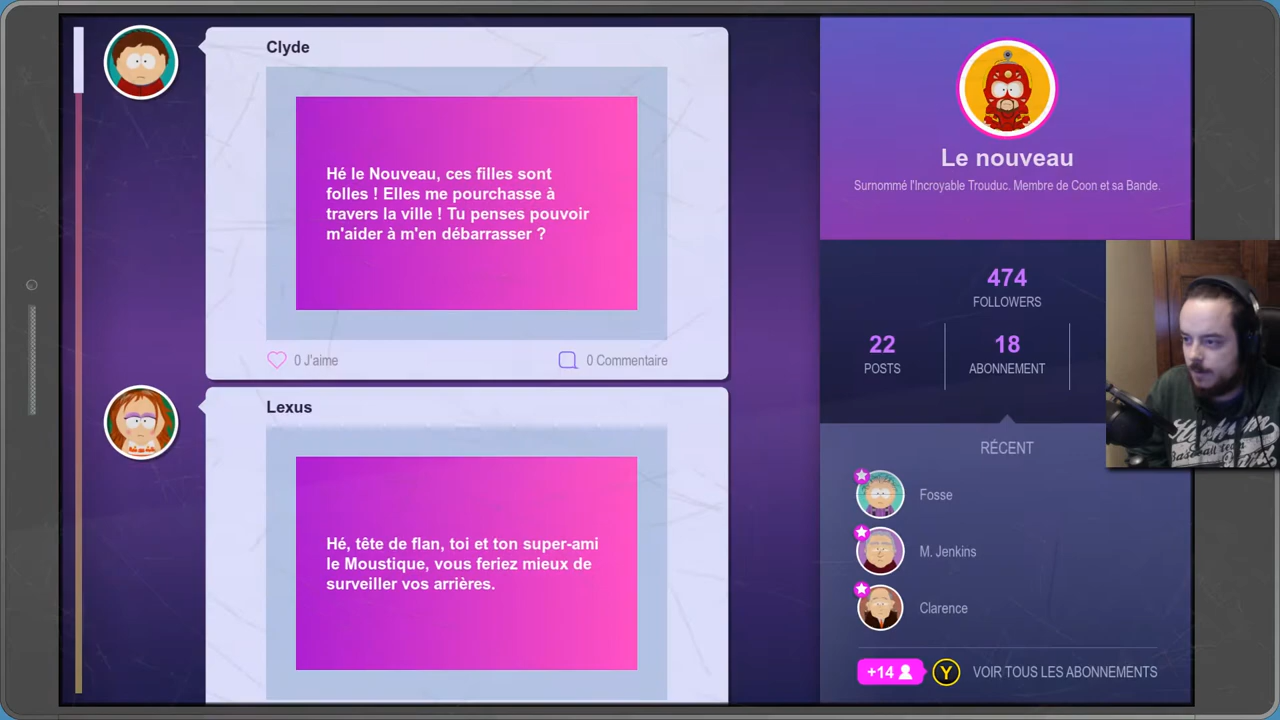 Clyde
Hé le Nouveau, ces filles sont
folles ! Elles me pourchasse à
travers la ville ! Tu penses pouvoir
m'aider à m'en débarrasser ?
0 J'aime
0 Commentaire
Lexus
Hé, tête de flan, toi et ton super-ami
le Moustique, vous feriez mieux de
surveiller vos arrières.
Le nouveau
Surnommé l'Incroyable Trouduc. Membre de Coon et sa Bande.
474
FOLLOWERS
22
POSTS
18
ABONNEMENT
RÉCENT
Fosse
M. Jenkins
Clarence
+14
Y
VOIR TOUS LES ABONNEMENTS